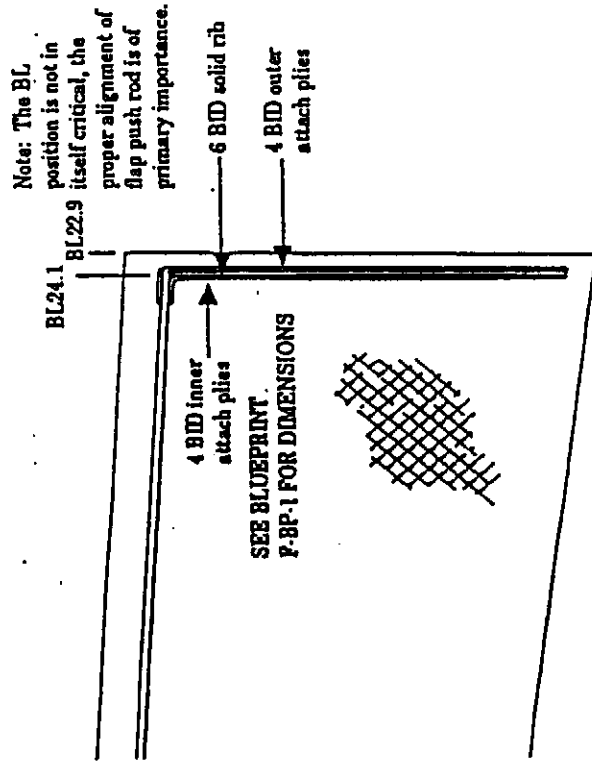 Note: The BL
position is not in
itself critical, the
proper alignment of
flap push rod is of
primary importance.
BL24.1
BL22.9
6 BID solid rib
4 BID outer
attach plies
4 BID inner
attach plies
SEE BLUEPRINT.
F-BP-1 FOR DIMENSIONS